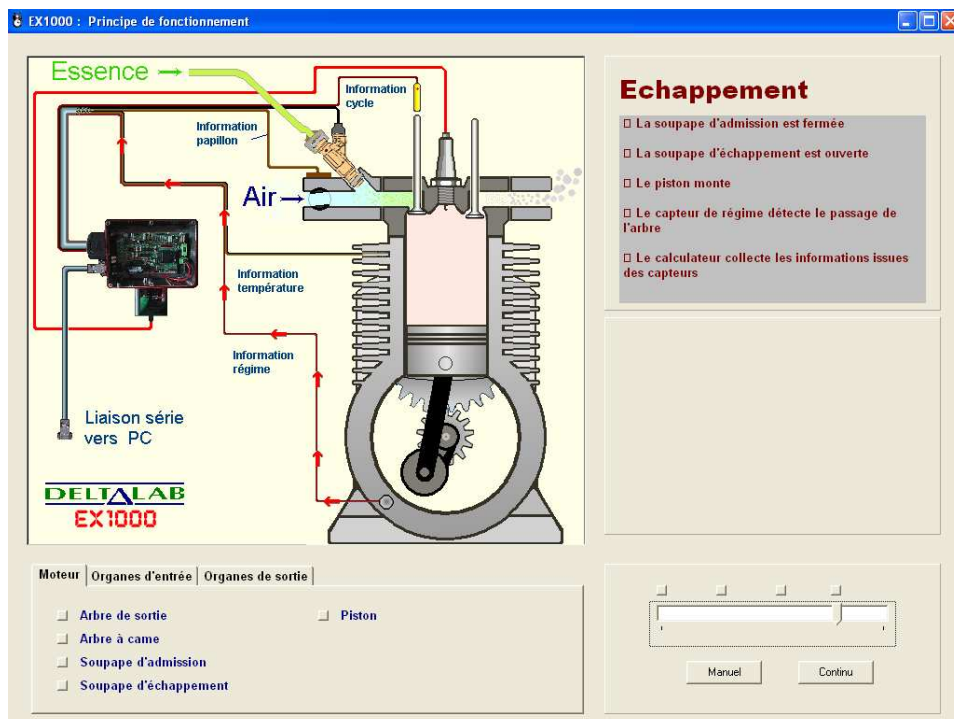 EX1000 : Principe de fonctionnement
Essence
Information
cycle
Information
papillon
Air
Information
température
Information
régime
Liaison série
vers PC
DELTALAB
EX1000
Echappement
La soupape d'admission est fermée
La soupape d'échappement est ouverte
Le piston monte
Le capteur de régime détecte le passage de
l'arbre
Le calculateur collecte les informations issues
des capteurs
Moteur Organes d'entrée Organes de sortie
Arbre de sortie Piston
Arbre à came
Soupape d'admission
Soupape d'échappement
Manuel Continu